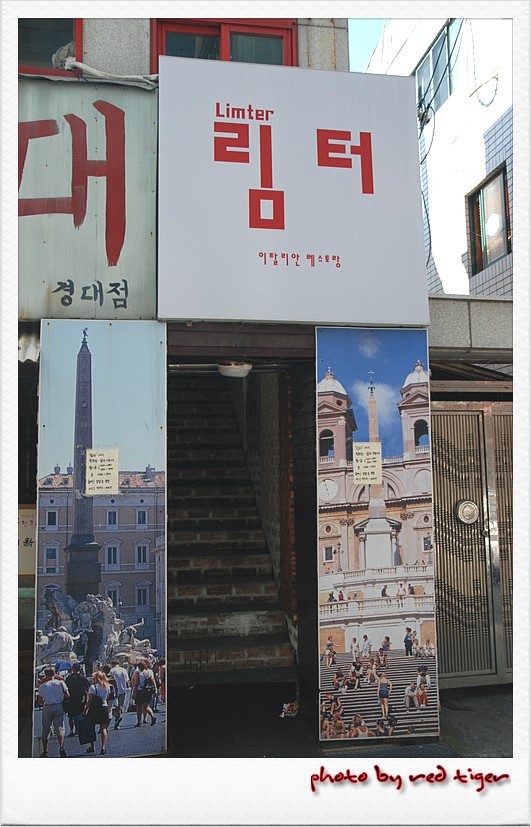 Limter
림터
이탈리안 레스토랑
대
경대점
photo by red tiger